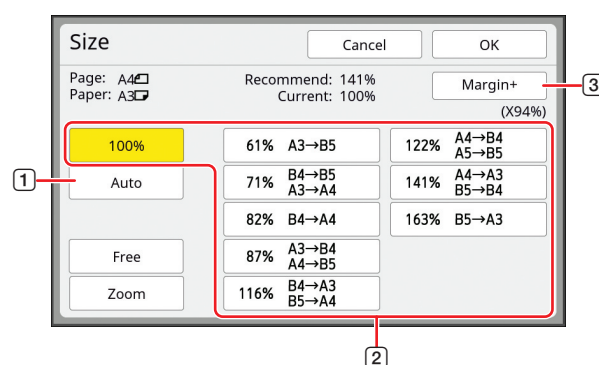 Size
Cancel
OK
Page: A4
Paper: A3
Recommend: 141%
Current: 100%
Margin+
(X94%)
3
100%
61% A3→B5
122% A4→B4
A5→B5
1
Auto
71% B4→B5
A3→A4
141% A4→A3
B5→B4
82% B4→A4
163% B5→A3
Free
87% A3→B4
A4→B5
Zoom
116% B4→A3
B5→A4
2